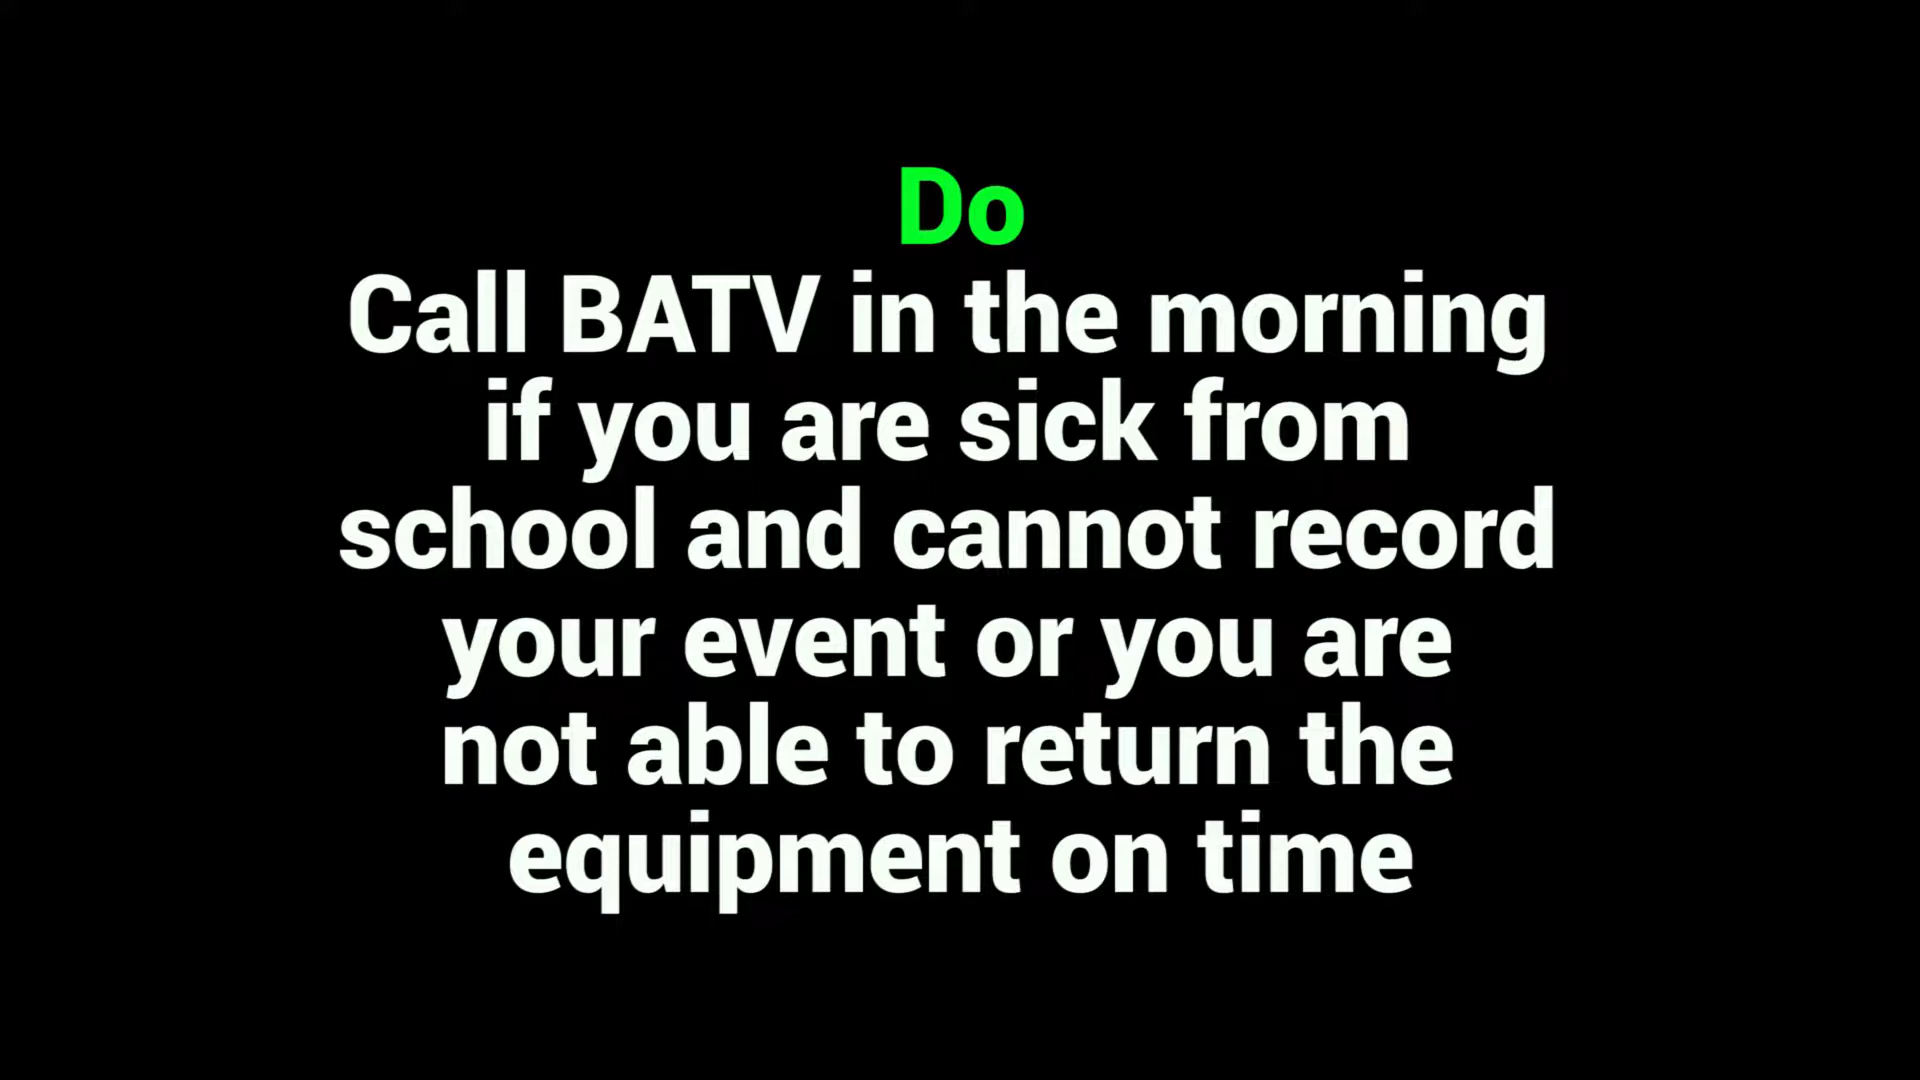 Do
Call BATV in the morning
if you are sick from
school and cannot record
your event or you are
not able to return the
equipment on time